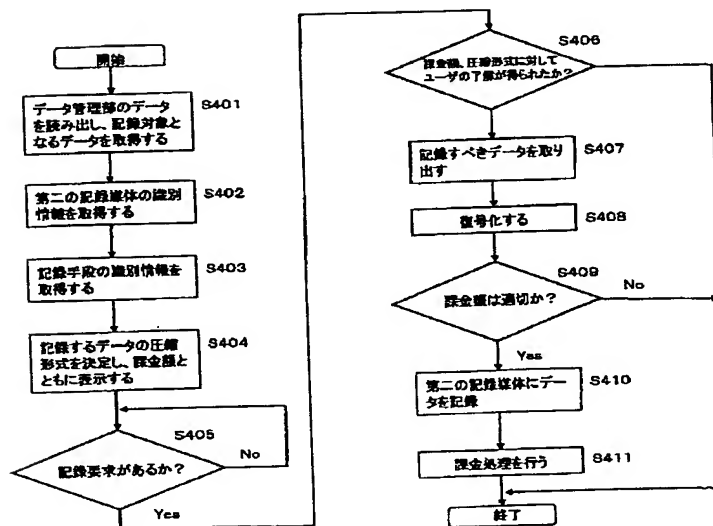 開始
データ管理部のデータ
を読み出し、記録対象と
なるデータを取得する
S401
第二の記録媒体の識別
情報を取得する
S402
記録手段の識別情報を
取得する
S403
記録するデータの圧縮
形式を決定し、課金額と
ともに表示する
S404
S405
記録要求があるか?
No
Yes
S406
課金額、圧縮形式に対して
ユーザの了解が得られたか?
記録すべきデータを取り
出す
S407
復号化する
S408
S409
課金額は適切か?
No
Yes
第二の記録媒体にデー
タを記録
S410
課金処理を行う
S411
終了